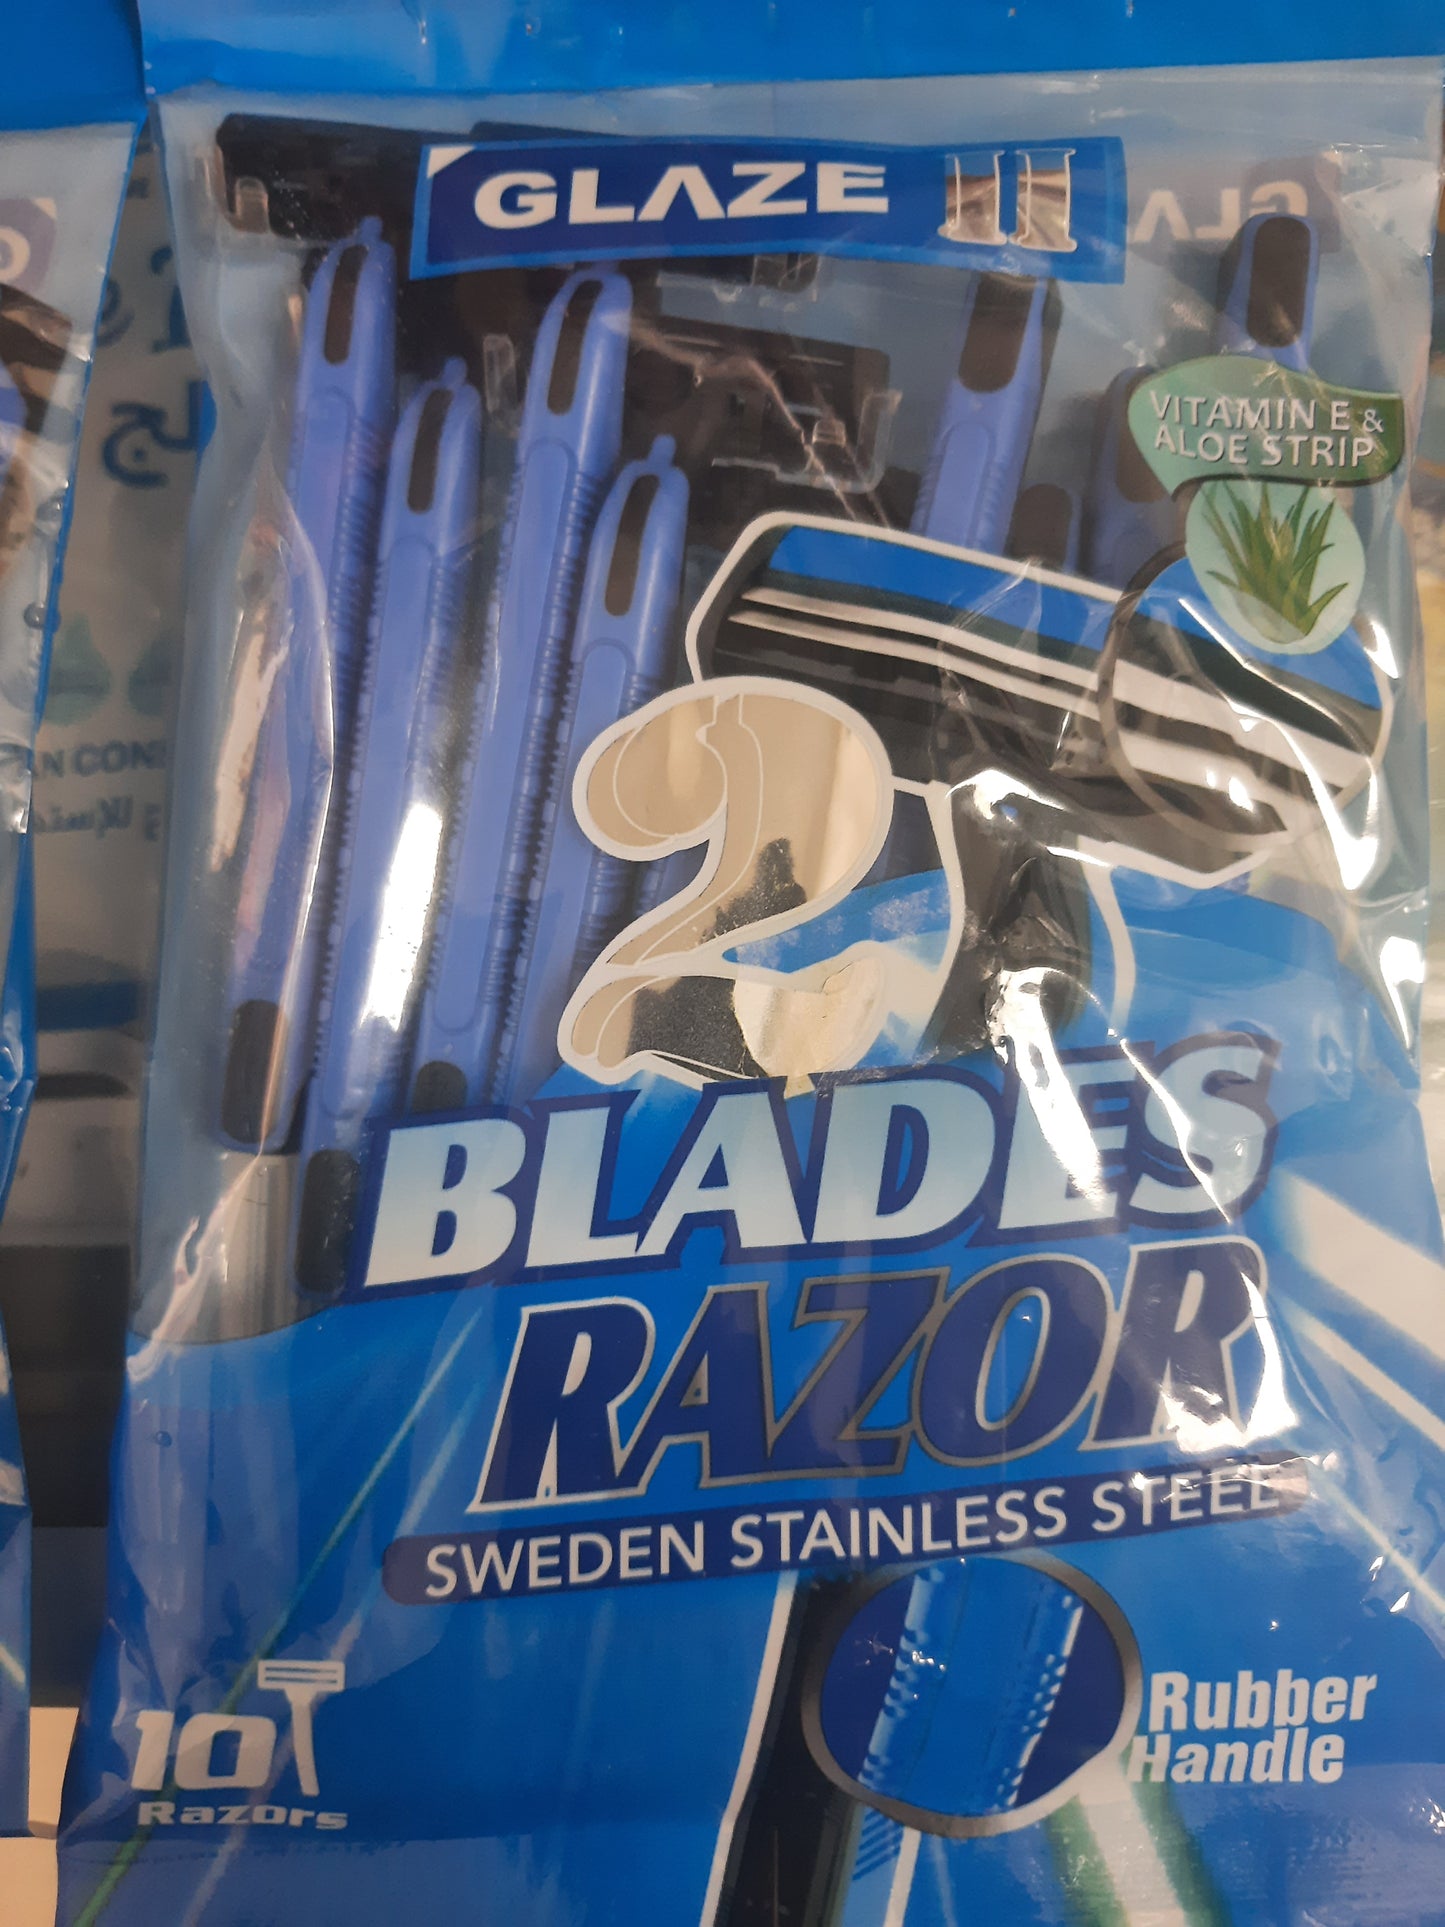 GLAZE II
VITAMIN E &
ALOE STRIP
2
BLADES
RAZOR
SWEDEN STAINLESS STEEL
10
Razors
Rubber
Handle